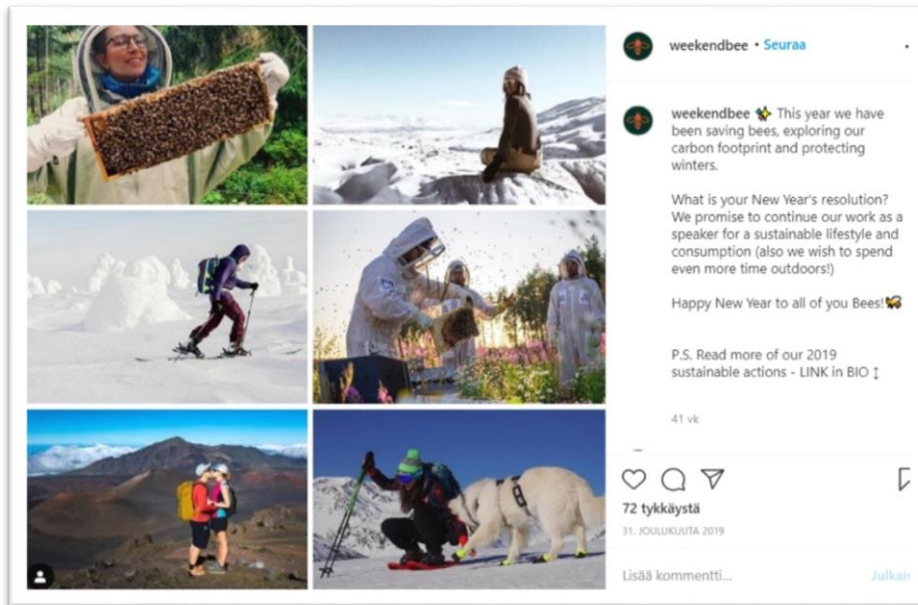 weekendbee • Seuraa
weekendbee This year we have
been saving bees, exploring our
carbon footprint and protecting
winters.
What is your New Year's resolution?
We promise to continue our work as a
speaker for a sustainable lifestyle and
consumption (also we wish to spend
even more time outdoors!)
Happy New Year to all of you Bees!
P.S. Read more of our 2019
sustainable actions - LINK in BIO ↕
41 vk
72 tykkäystä
31. JOULUKUUTA 2019
Lisää kommentti...